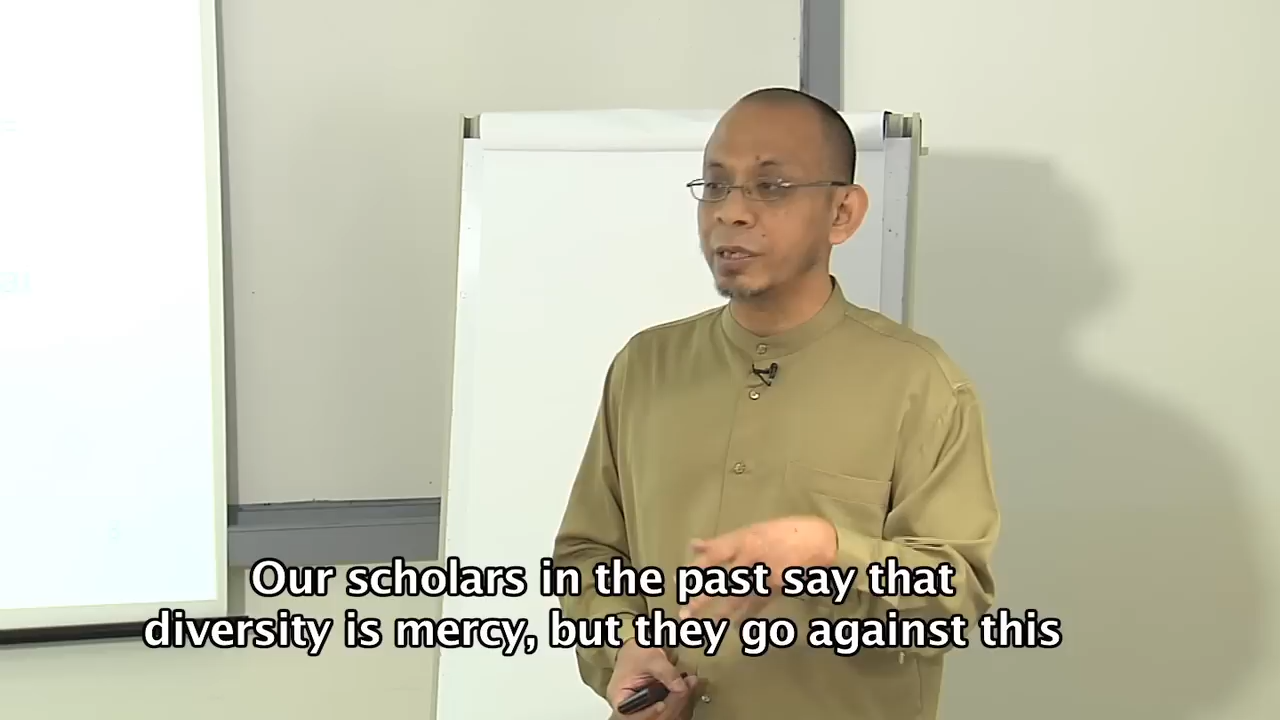 Our scholars in the past say that
diversity is mercy, but they go against this